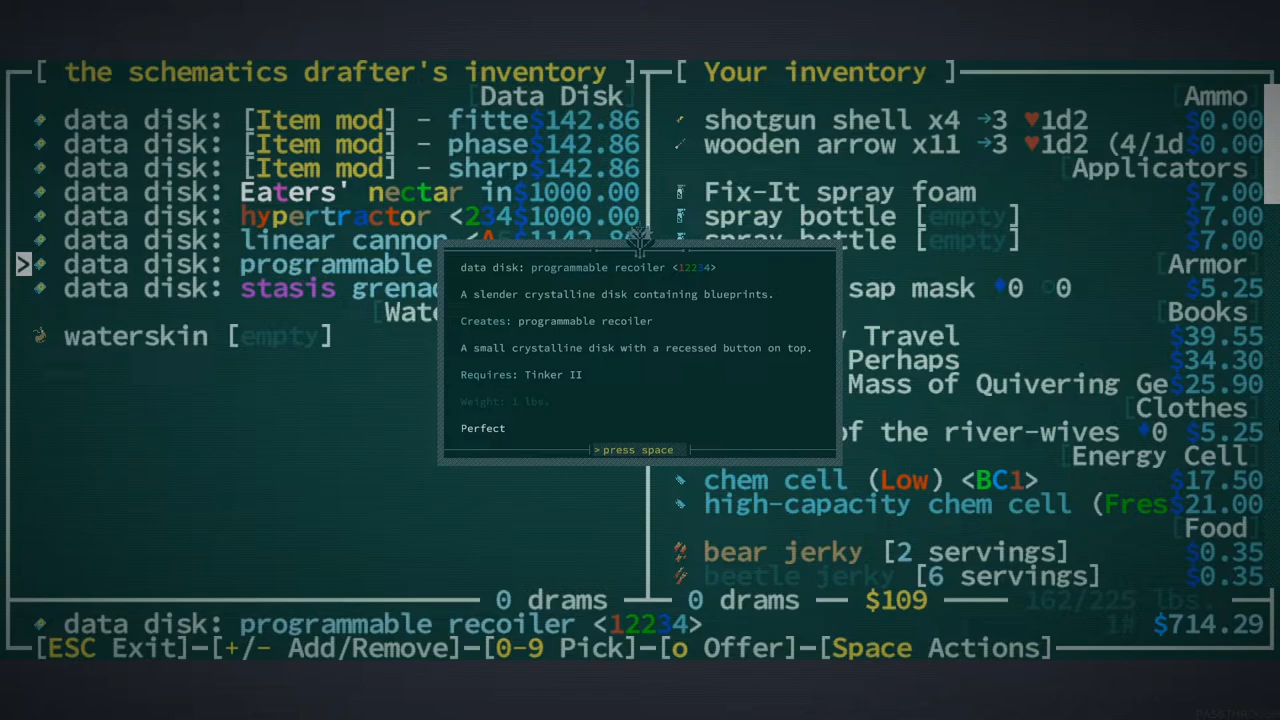 [ the schematics drafter's inventory ]
[Data Disk]
data disk: [Item mod] - fitte$142.86
data disk: [Item mod] - phase$142.86
data disk: [Item mod] - sharp$142.86
data disk: Eaters' nectar in$1000.00
data disk: hypertractor <234$1000.00
data disk: linear cannon
> data disk: programmable
data disk: stasis grenad
[Wate
waterskin [empty]
[ Your inventory ]
[Ammo]
shotgun shell x4 →3 ♥1d2 $0.00
wooden arrow x11 →3 ♥1d2 (4/1d$0.00
[Applicators]
Fix-It spray foam $7.00
spray bottle [empty] $7.00
spray bottle [empty] $7.00
[Armor]
sap mask ♦0 ○0 $5.25
[Books]
Travel $39.55
Perhaps $34.30
Mass of Quivering Ge$25.90
[Clothes]
of the river-wives ♦0 $5.25
[Energy Cell]
chem cell (Low) <BC1> $17.50
high-capacity chem cell (Fres$21.00
[Food]
bear jerky [2 servings] $0.35
beetle jerky [6 servings] $0.35
data disk: programmable recoiler <12234>
A slender crystalline disk containing blueprints.
Creates: programmable recoiler
A small crystalline disk with a recessed button on top.
Requires: Tinker II
Weight: 1 lbs.
Perfect
> press space
0 drams 0 drams $109 162/225 lbs.
data disk: programmable recoiler <12234> 1# $714.29
[ESC Exit]-[+/- Add/Remove]-[0-9 Pick]-[o Offer]-[Space Actions]